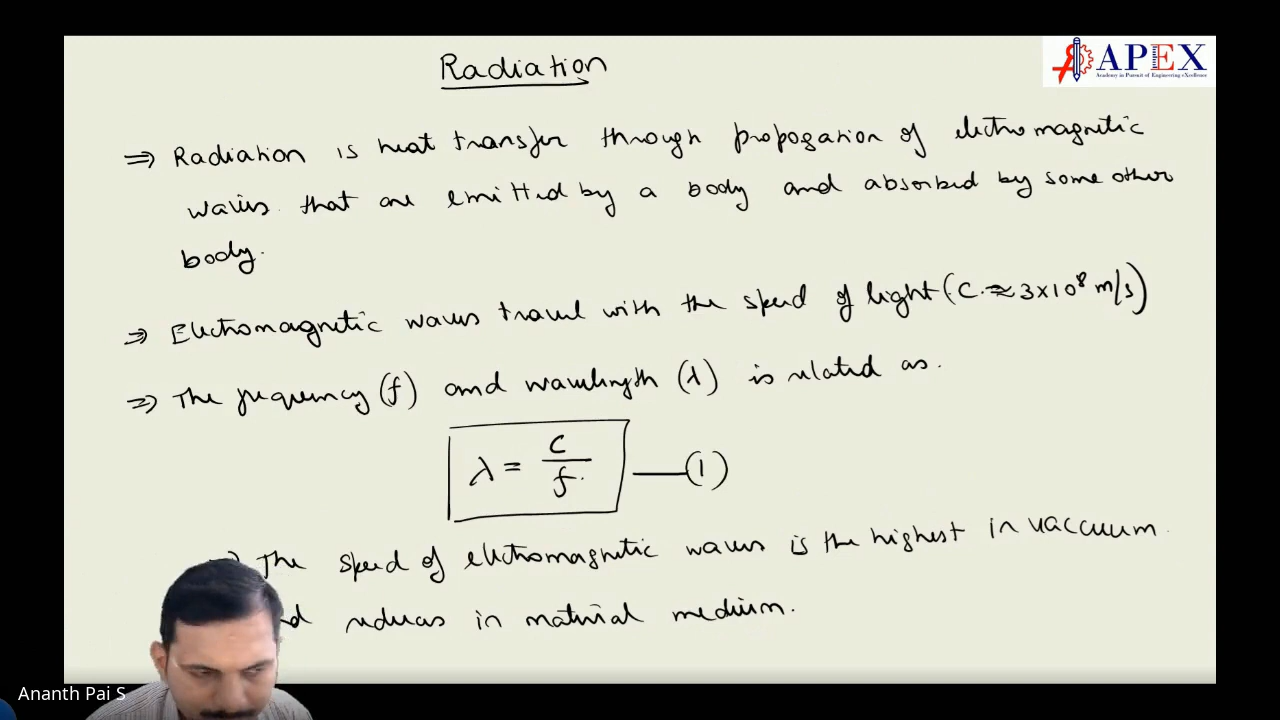 Radiation
APEX
Academy in Pursuit of Engineering eXcellence
⇒ Radiation is heat transfer through propogation of electromagnetic
waves that are emitted by a body and absorbed by some other
body.
⇒ Electromagnetic waves travel with the speed of light (C ≈ 3×10⁸ m/s)
⇒ The frequency (f) and wavelength (λ) is related as.
λ = c/f —(1)
The speed of electromagnetic waves is the highest in vaccuum
reduces in material medium.
Ananth Pai S